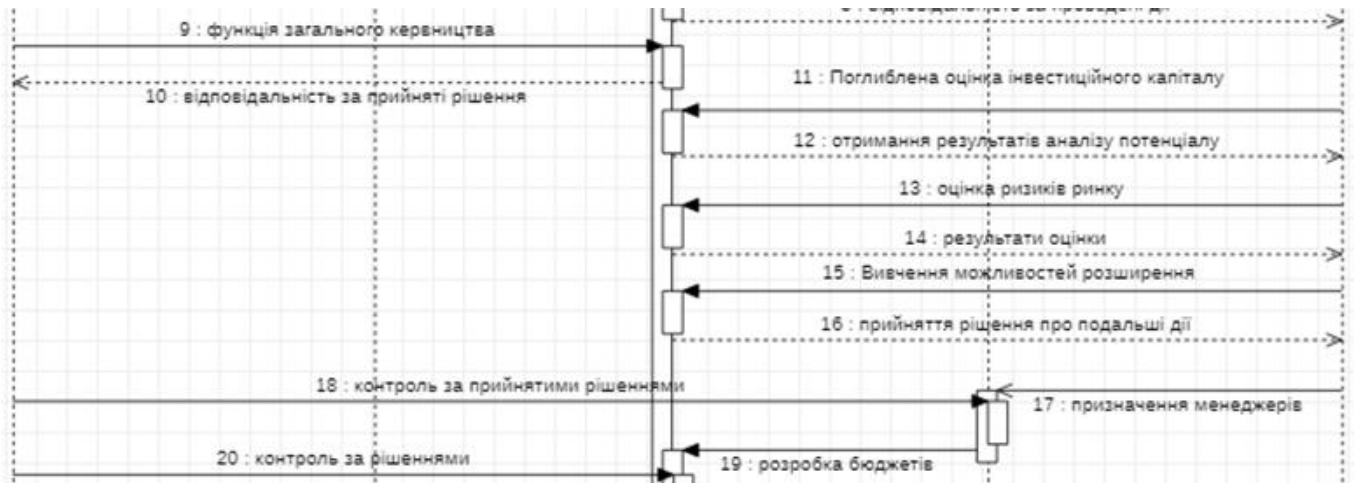 9 : функція загального кервництва
10 : відповідальність за прийняті рішення
11 : Поглиблена оцінка інвестиційного капіталу
12 : отримання результатів аналізу потенціалу
13 : оцінка ризиків ринку
14 : результати оцінки
15 : Вивчення можливостей розширення
16 : прийняття рішення про подальші дії
18 : контроль за прийнятими рішеннями
17 : призначення менеджерів
20 : контроль за рішеннями
19 : розробка бюджетів